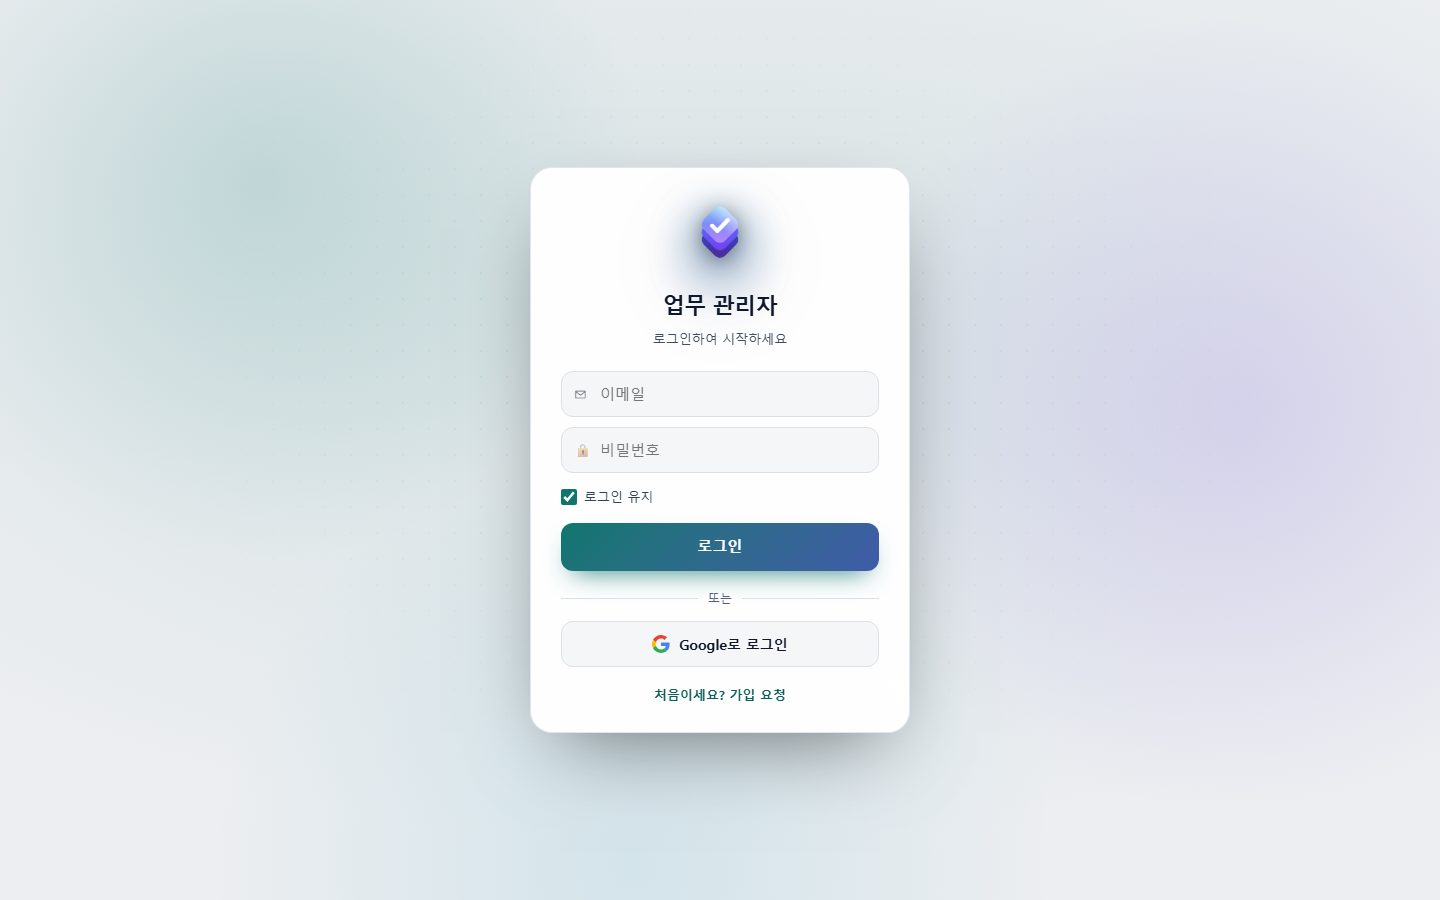 업무 관리자
로그인하여 시작하세요
이메일
비밀번호
로그인 유지
로그인
또는
Google로 로그인
처음이세요? 가입 요청